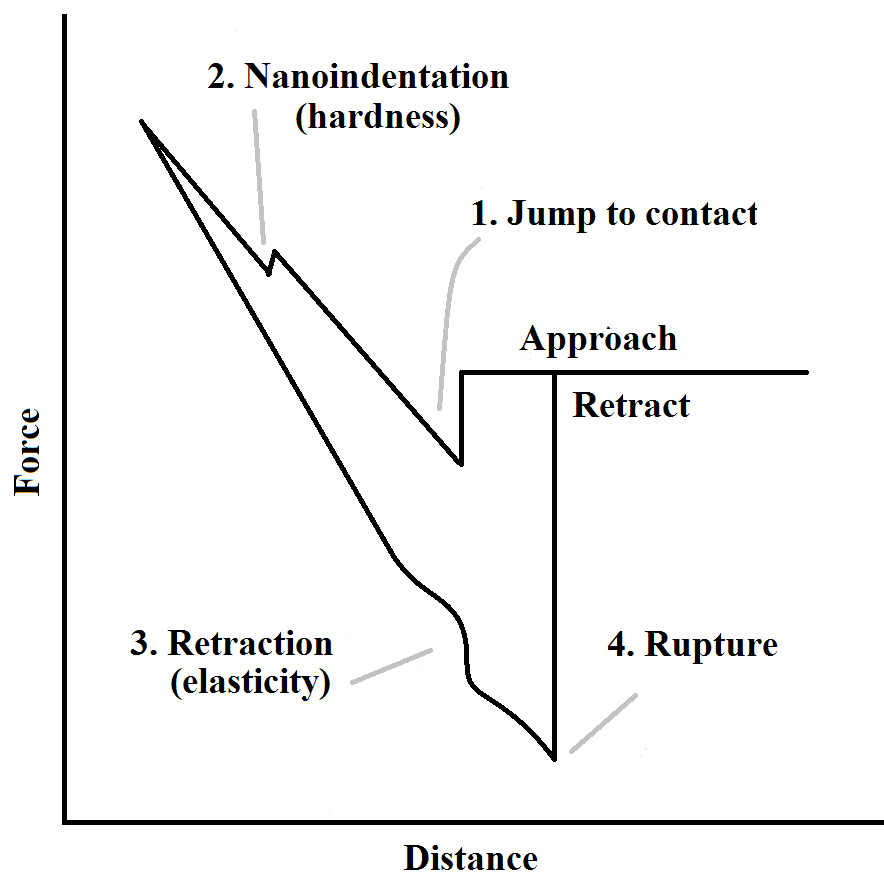 2. Nanoindentation
(hardness)
1. Jump to contact
Approach
Retract
Force
3. Retraction
(elasticity)
4. Rupture
Distance